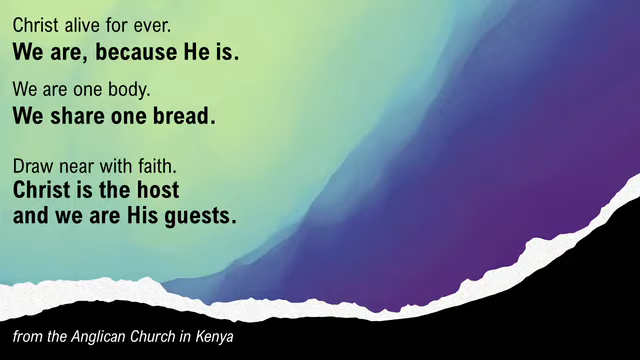 Christ alive for ever.
We are, because He is.
We are one body.
We share one bread.
Draw near with faith.
Christ is the host
and we are His guests.
from the Anglican Church in Kenya